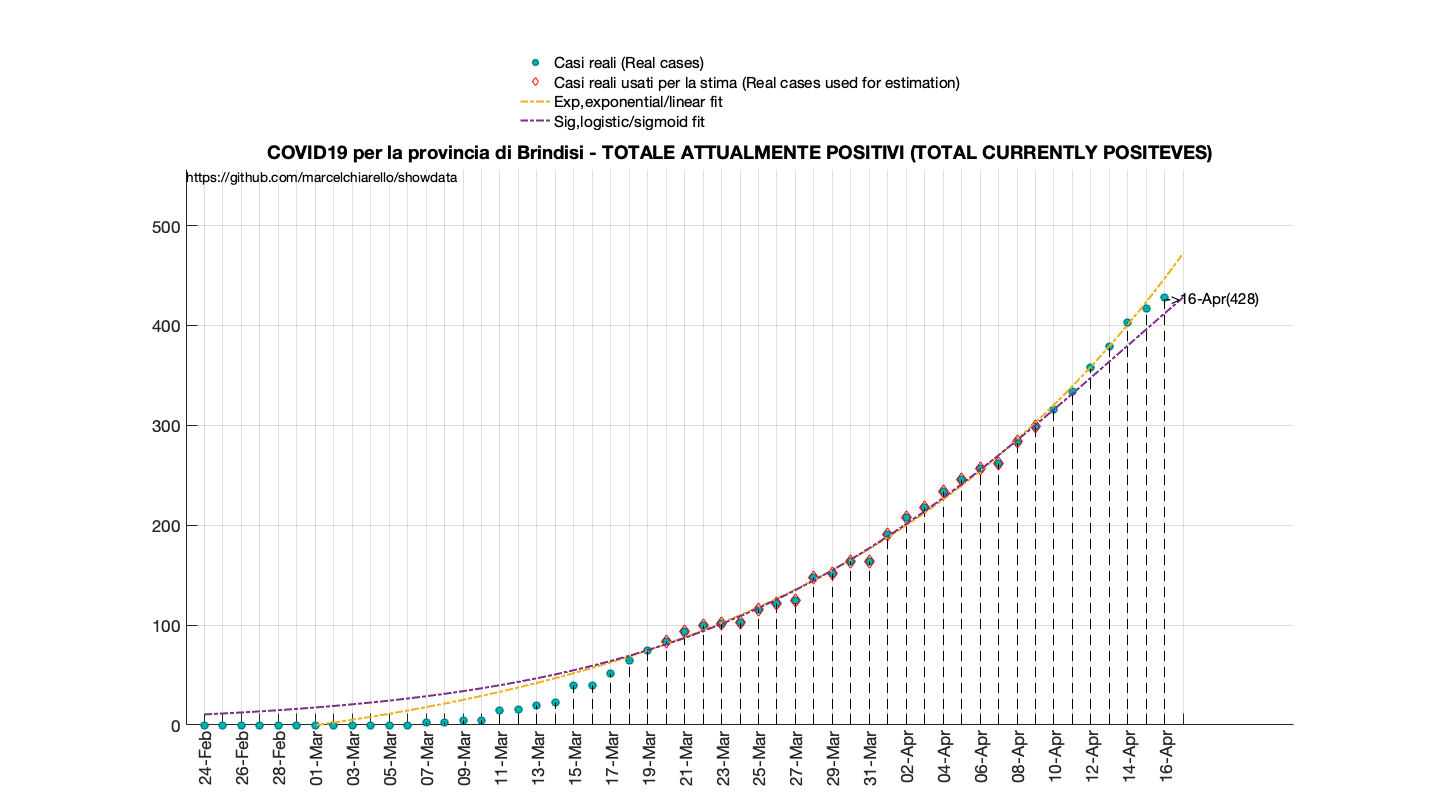 Casi reali (Real cases)
Casi reali usati per la stima (Real cases used for estimation)
Exp,exponential/linear fit
Sig,logistic/sigmoid fit
COVID19 per la provincia di Brindisi - TOTALE ATTUALMENTE POSITIVI (TOTAL CURRENTLY POSITEVES)
https://github.com/marcelchiarello/showdata
500
400
300
200
100
0
->16-Apr(428)
24-Feb
26-Feb
28-Feb
01-Mar
03-Mar
05-Mar
07-Mar
09-Mar
11-Mar
13-Mar
15-Mar
17-Mar
19-Mar
21-Mar
23-Mar
25-Mar
27-Mar
29-Mar
31-Mar
02-Apr
04-Apr
06-Apr
08-Apr
10-Apr
12-Apr
14-Apr
16-Apr